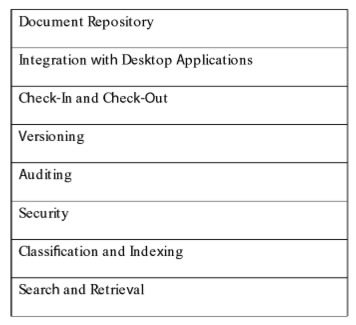 Document Repository
Integration with Desktop Applications
Check-In and Check-Out
Versioning
Auditing
Security
Classification and Indexing
Search and Retrieval